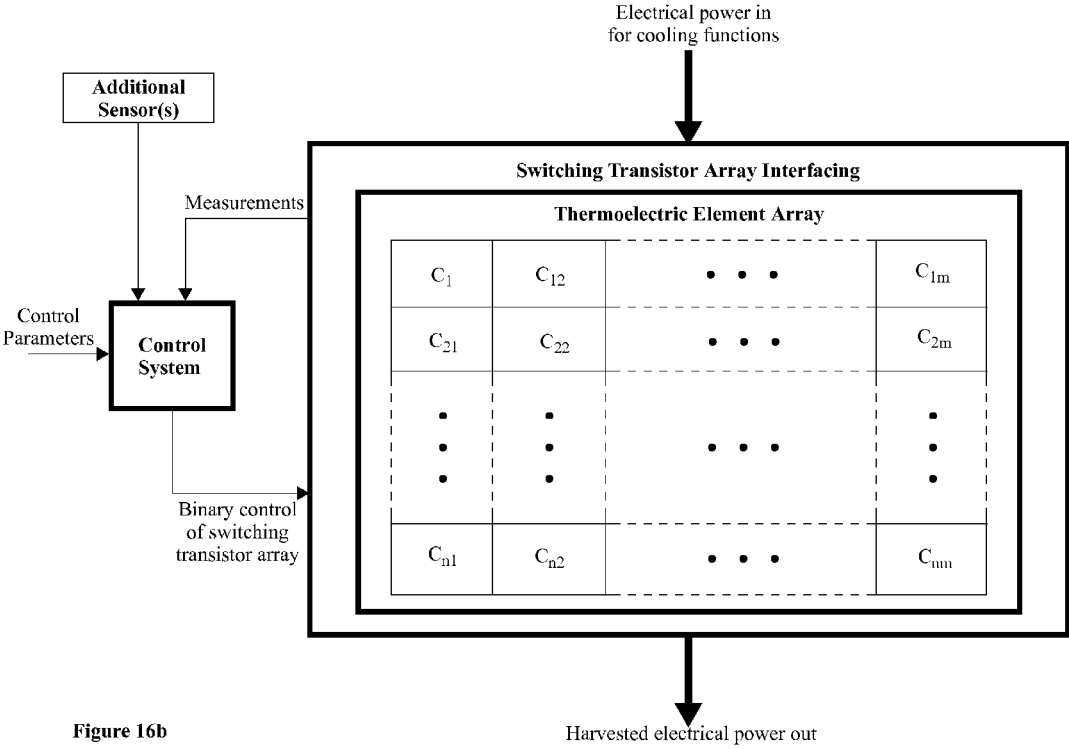 Electrical power in
for cooling functions
Additional
Sensor(s)
Switching Transistor Array Interfacing
Measurements
Thermoelectric Element Array
C1 C12 • • • C1m
Control
Parameters
Control
System
C21 C22 • • • C2m
Binary control
of switching
transistor array
Cn1 Cn2 • • • Cnm
Figure 16b
Harvested electrical power out